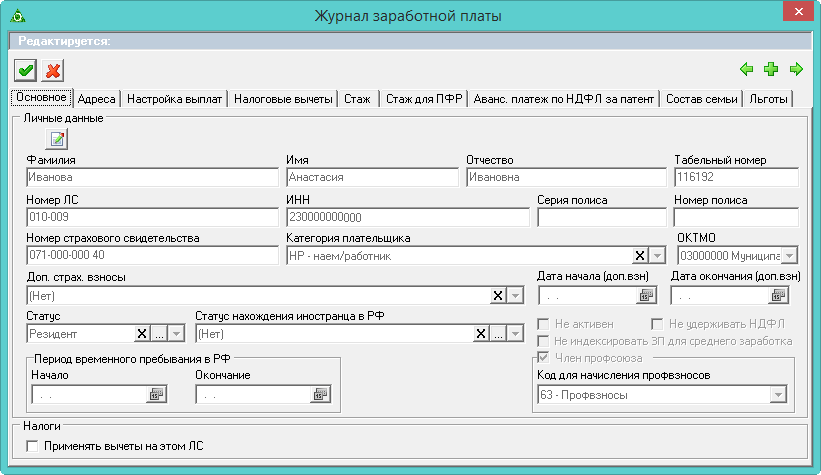 Журнал заработной платы
Редактируется:
Основное Адреса Настройка выплат Налоговые вычеты Стаж Стаж для ПФР Аванс. платеж по НДФЛ за патент Состав семьи Льготы
Личные данные
Фамилия Имя Отчество Табельный номер
Иванова Анастасия Ивановна 116192
Номер ЛС ИНН Серия полиса Номер полиса
010-009 230000000000
Номер страхового свидетельства Категория плательщика ОКТМО
071-000-000 40 НР - наем/работник X 03000000 Муниципа
Доп. страх. взносы Дата начала (доп.взн) Дата окончания (доп.взн)
(Нет) X . . . .
Статус Статус нахождения иностранца в РФ
Резидент X ... (Нет) X ...
Не активен Не удерживать НДФЛ
Не индексировать ЗП для среднего заработка
Период временного пребывания в РФ Член профсоюза
Начало Окончание Код для начисления профвзносов
. . . . 63 - Профвзносы
Налоги
Применять вычеты на этом ЛС